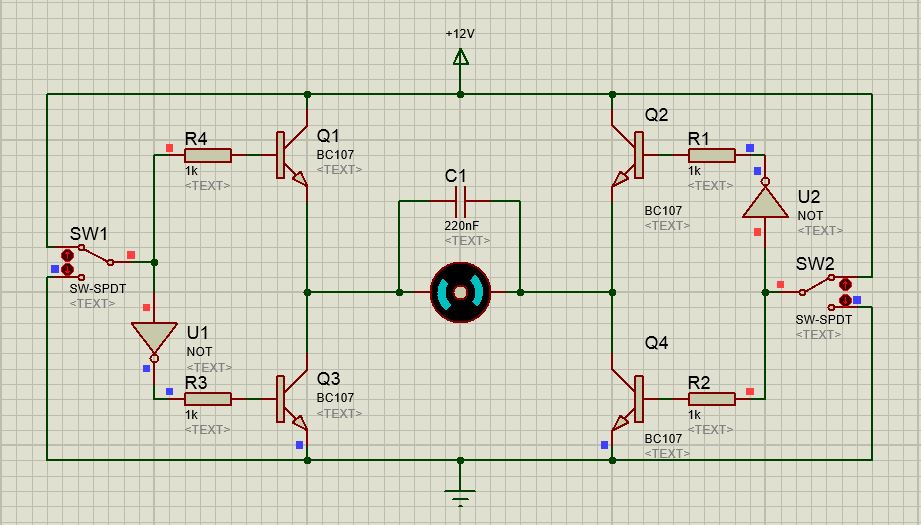 +12V
R4
1k
<TEXT>
Q1
BC107
<TEXT>
Q2
BC107
<TEXT>
R1
1k
<TEXT>
C1
220nF
<TEXT>
U2
NOT
<TEXT>
SW1
SW-SPDT
<TEXT>
SW2
SW-SPDT
<TEXT>
U1
NOT
<TEXT>
R3
1k
<TEXT>
Q3
BC107
<TEXT>
Q4
BC107
<TEXT>
R2
1k
<TEXT>